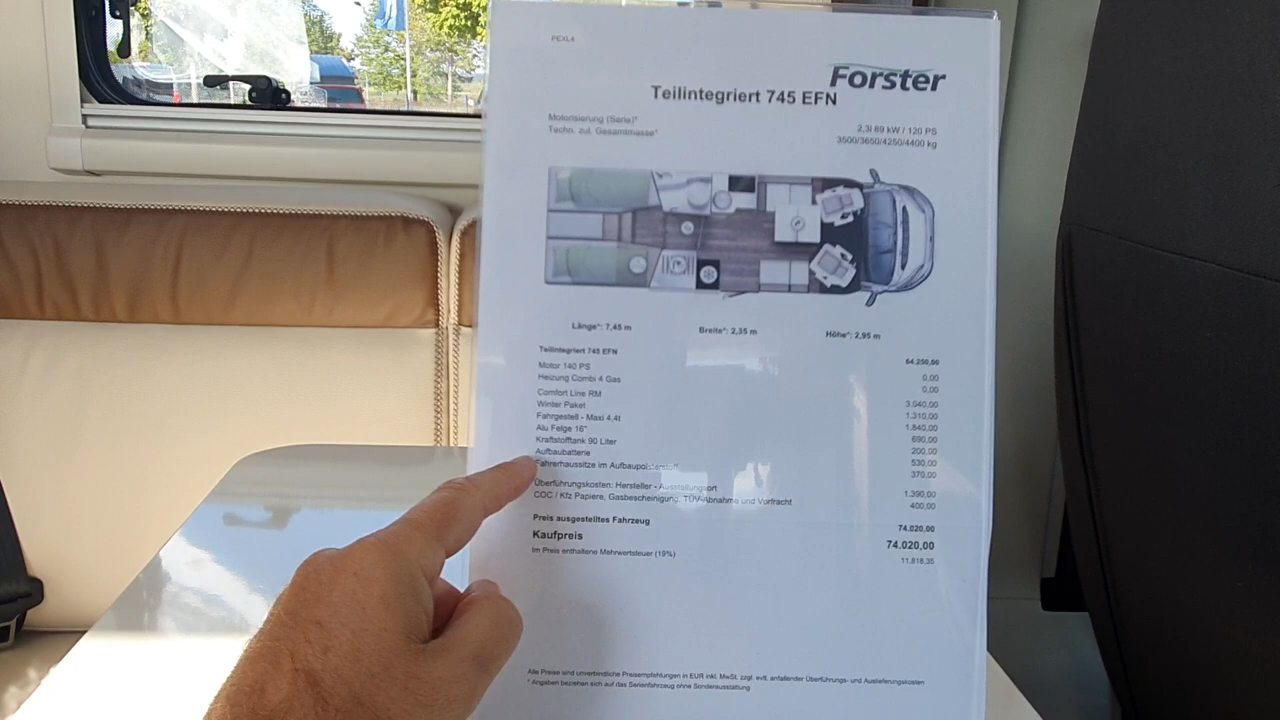 PEXL4
Forster
Teilintegriert 745 EFN
Motorisierung (Serie)* 2,3l 89 kW / 120 PS
Techn. zul. Gesamtmasse* 3500/3650/4250/4400 kg
Länge*: 7,45 m Breite*: 2,35 m Höhe*: 2,95 m
Teilintegriert 745 EFN 64.250,00
Motor 140 PS 0,00
Heizung Combi 4 Gas 0,00
Comfort Line RM 3.040,00
Winter Paket 1.310,00
Fahrgestell - Maxi 4,4t 1.840,00
Alu Felge 16" 690,00
Kraftstofftank 90 Liter 200,00
Aufbaubatterie 530,00
Fahrerhaussitze im Aufbaupolsterstoff 370,00
Überführungskosten: Hersteller - Ausstellungsort 1.390,00
COC / Kfz Papiere, Gasbescheinigung, TÜV-Abnahme und Vorfracht 400,00
Preis ausgestelltes Fahrzeug 74.020,00
Kaufpreis 74.020,00
Im Preis enthaltene Mehrwertsteuer (19%) 11.818,35
Alle Preise sind unverbindliche Preisempfehlungen in EUR inkl. MwSt. zzgl. evtl. anfallender Überführungs- und Auslieferungskosten
* Angaben beziehen sich auf das Serienfahrzeug ohne Sonderausstattung